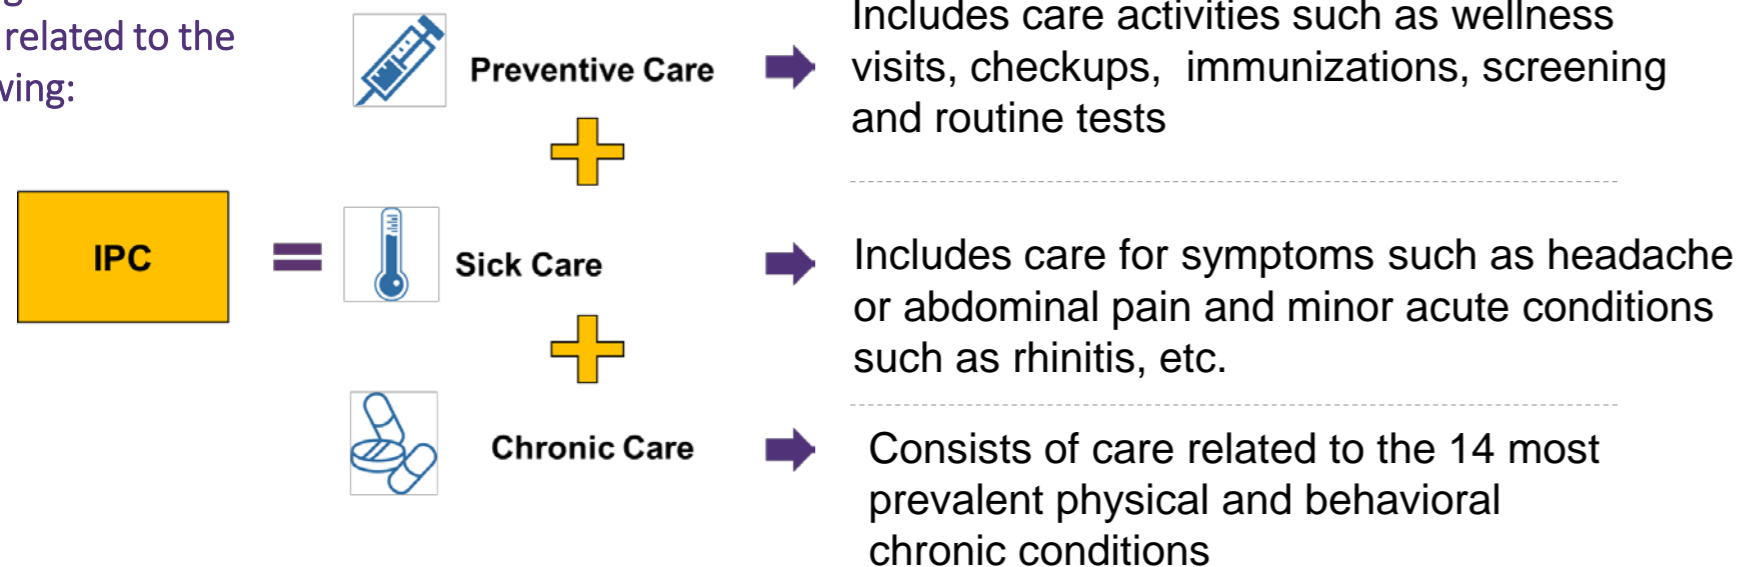 related to the
wing:
IPC
=
Preventive Care
Includes care activities such as wellness
visits, checkups, immunizations, screening
and routine tests
+
Sick Care
Includes care for symptoms such as headache
or abdominal pain and minor acute conditions
such as rhinitis, etc.
+
Chronic Care
Consists of care related to the 14 most
prevalent physical and behavioral
chronic conditions